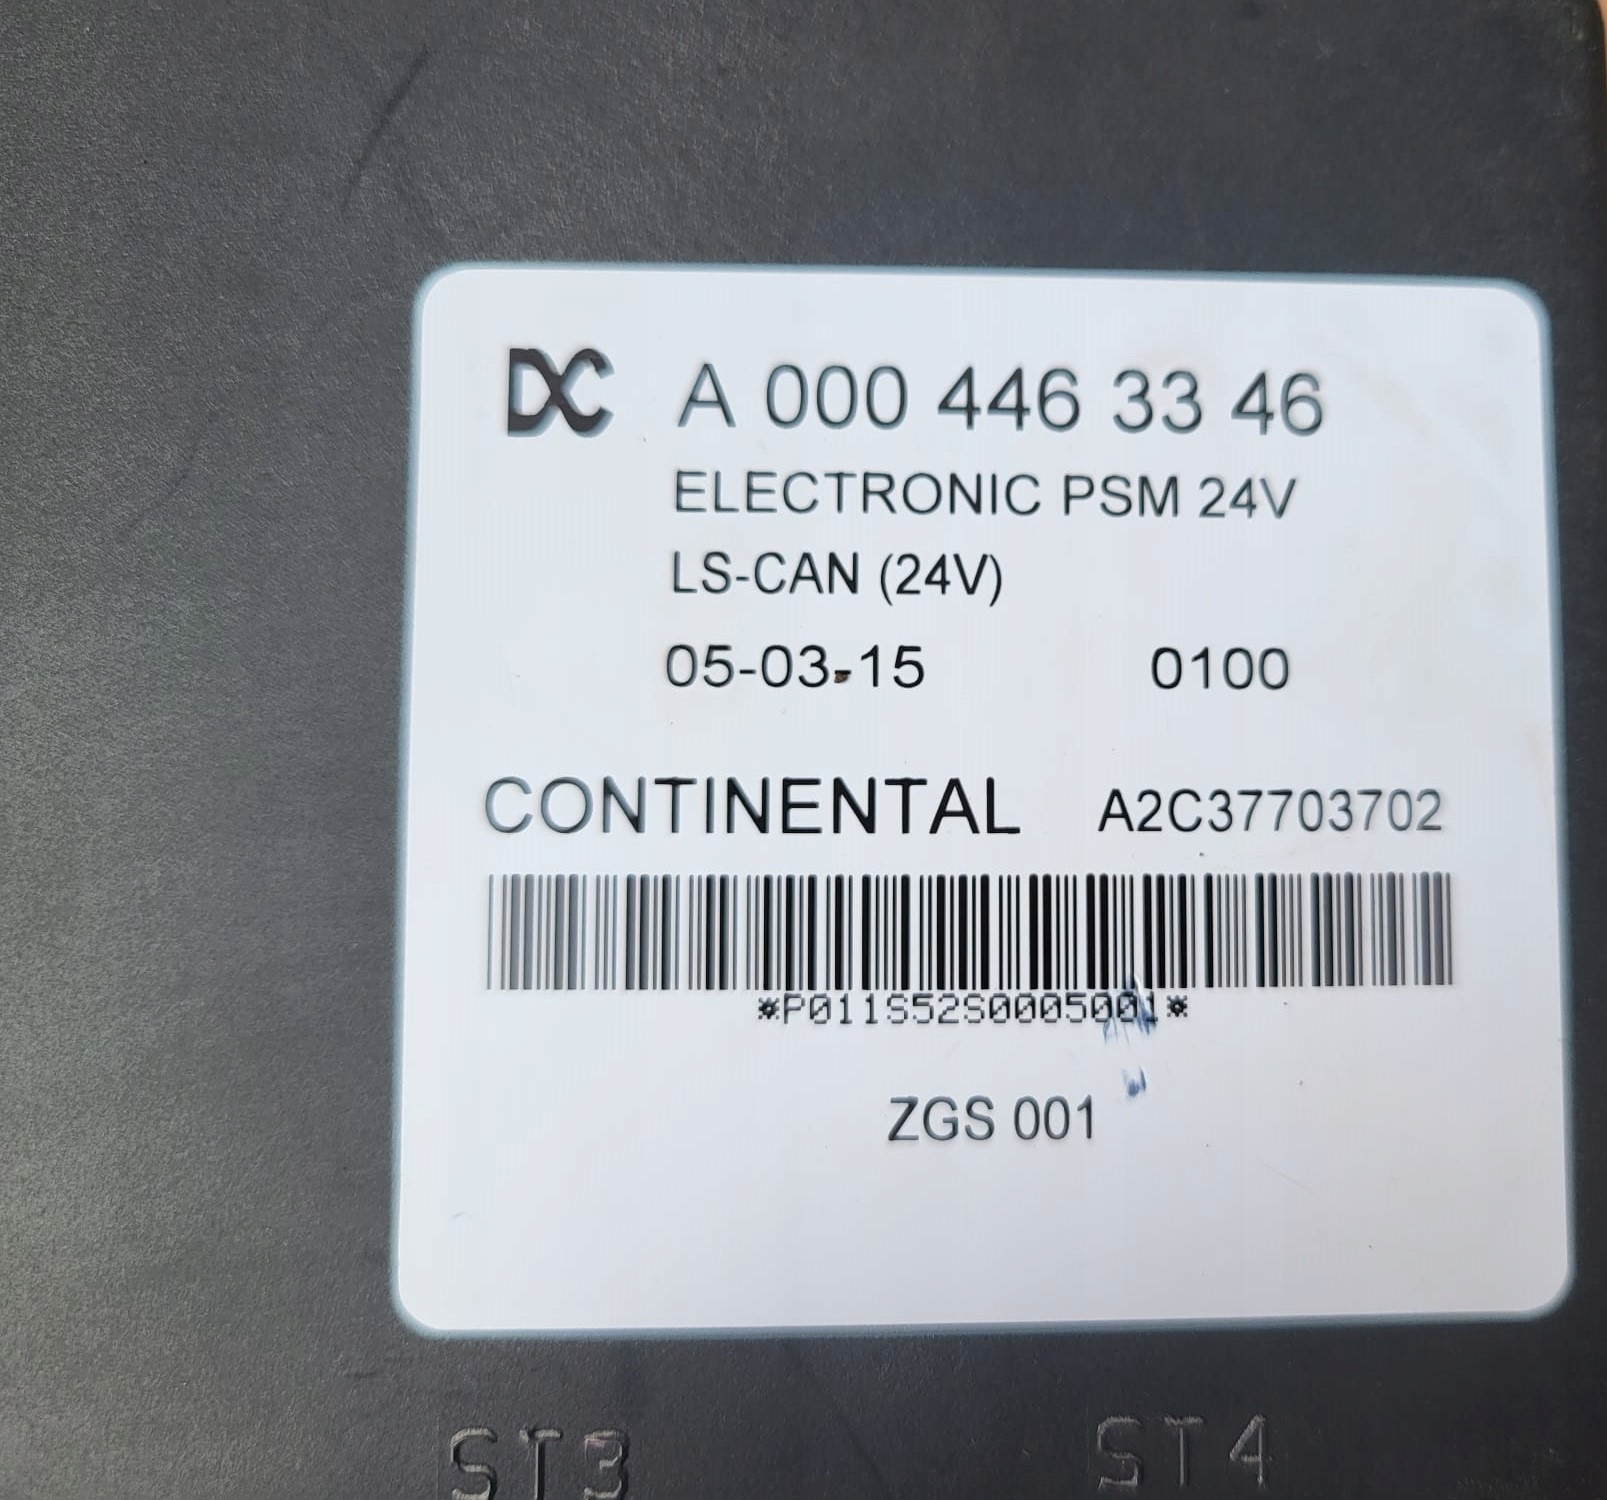 DC A 000 446 33 46
ELECTRONIC PSM 24V
LS-CAN (24V)
05-03-15 0100
CONTINENTAL A2C37703702
*P011S52S0005001*
ZGS 001
ST3 ST4